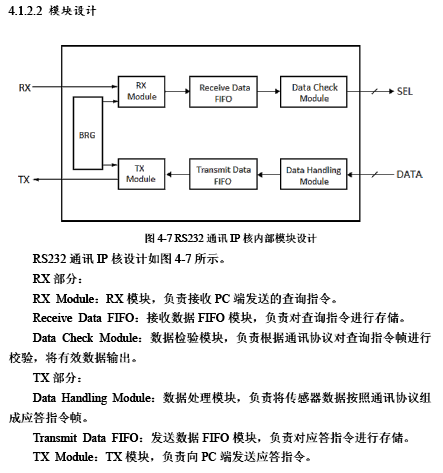 4.1.2.2 模块设计
RX
RX
Module
Receive Data
FIFO
Data Check
Module
SEL
BRG
TX
TX
Module
Transmit Data
FIFO
Data Handling
Module
DATA
图 4-7 RS232 通讯 IP 核内部模块设计
RS232 通讯 IP 核设计如图 4-7 所示。
RX 部分：
RX Module：RX 模块，负责接收 PC 端发送的查询指令。
Receive Data FIFO：接收数据 FIFO 模块，负责对查询指令进行存储。
Data Check Module：数据检验模块，负责根据通讯协议对查询指令帧进行
校验，将有效数据输出。
TX 部分：
Data Handling Module：数据处理模块，负责将传感器数据按照通讯协议组
成应答指令帧。
Transmit Data FIFO：发送数据 FIFO 模块，负责对应答指令进行存储。
TX Module：TX 模块，负责向 PC 端发送应答指令。